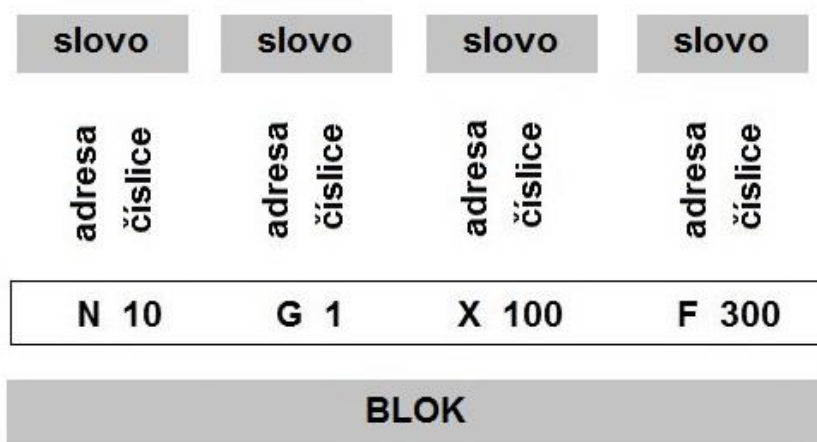 slovo slovo slovo slovo
adresa číslice adresa číslice adresa číslice adresa číslice
N 10 G 1 X 100 F 300
BLOK